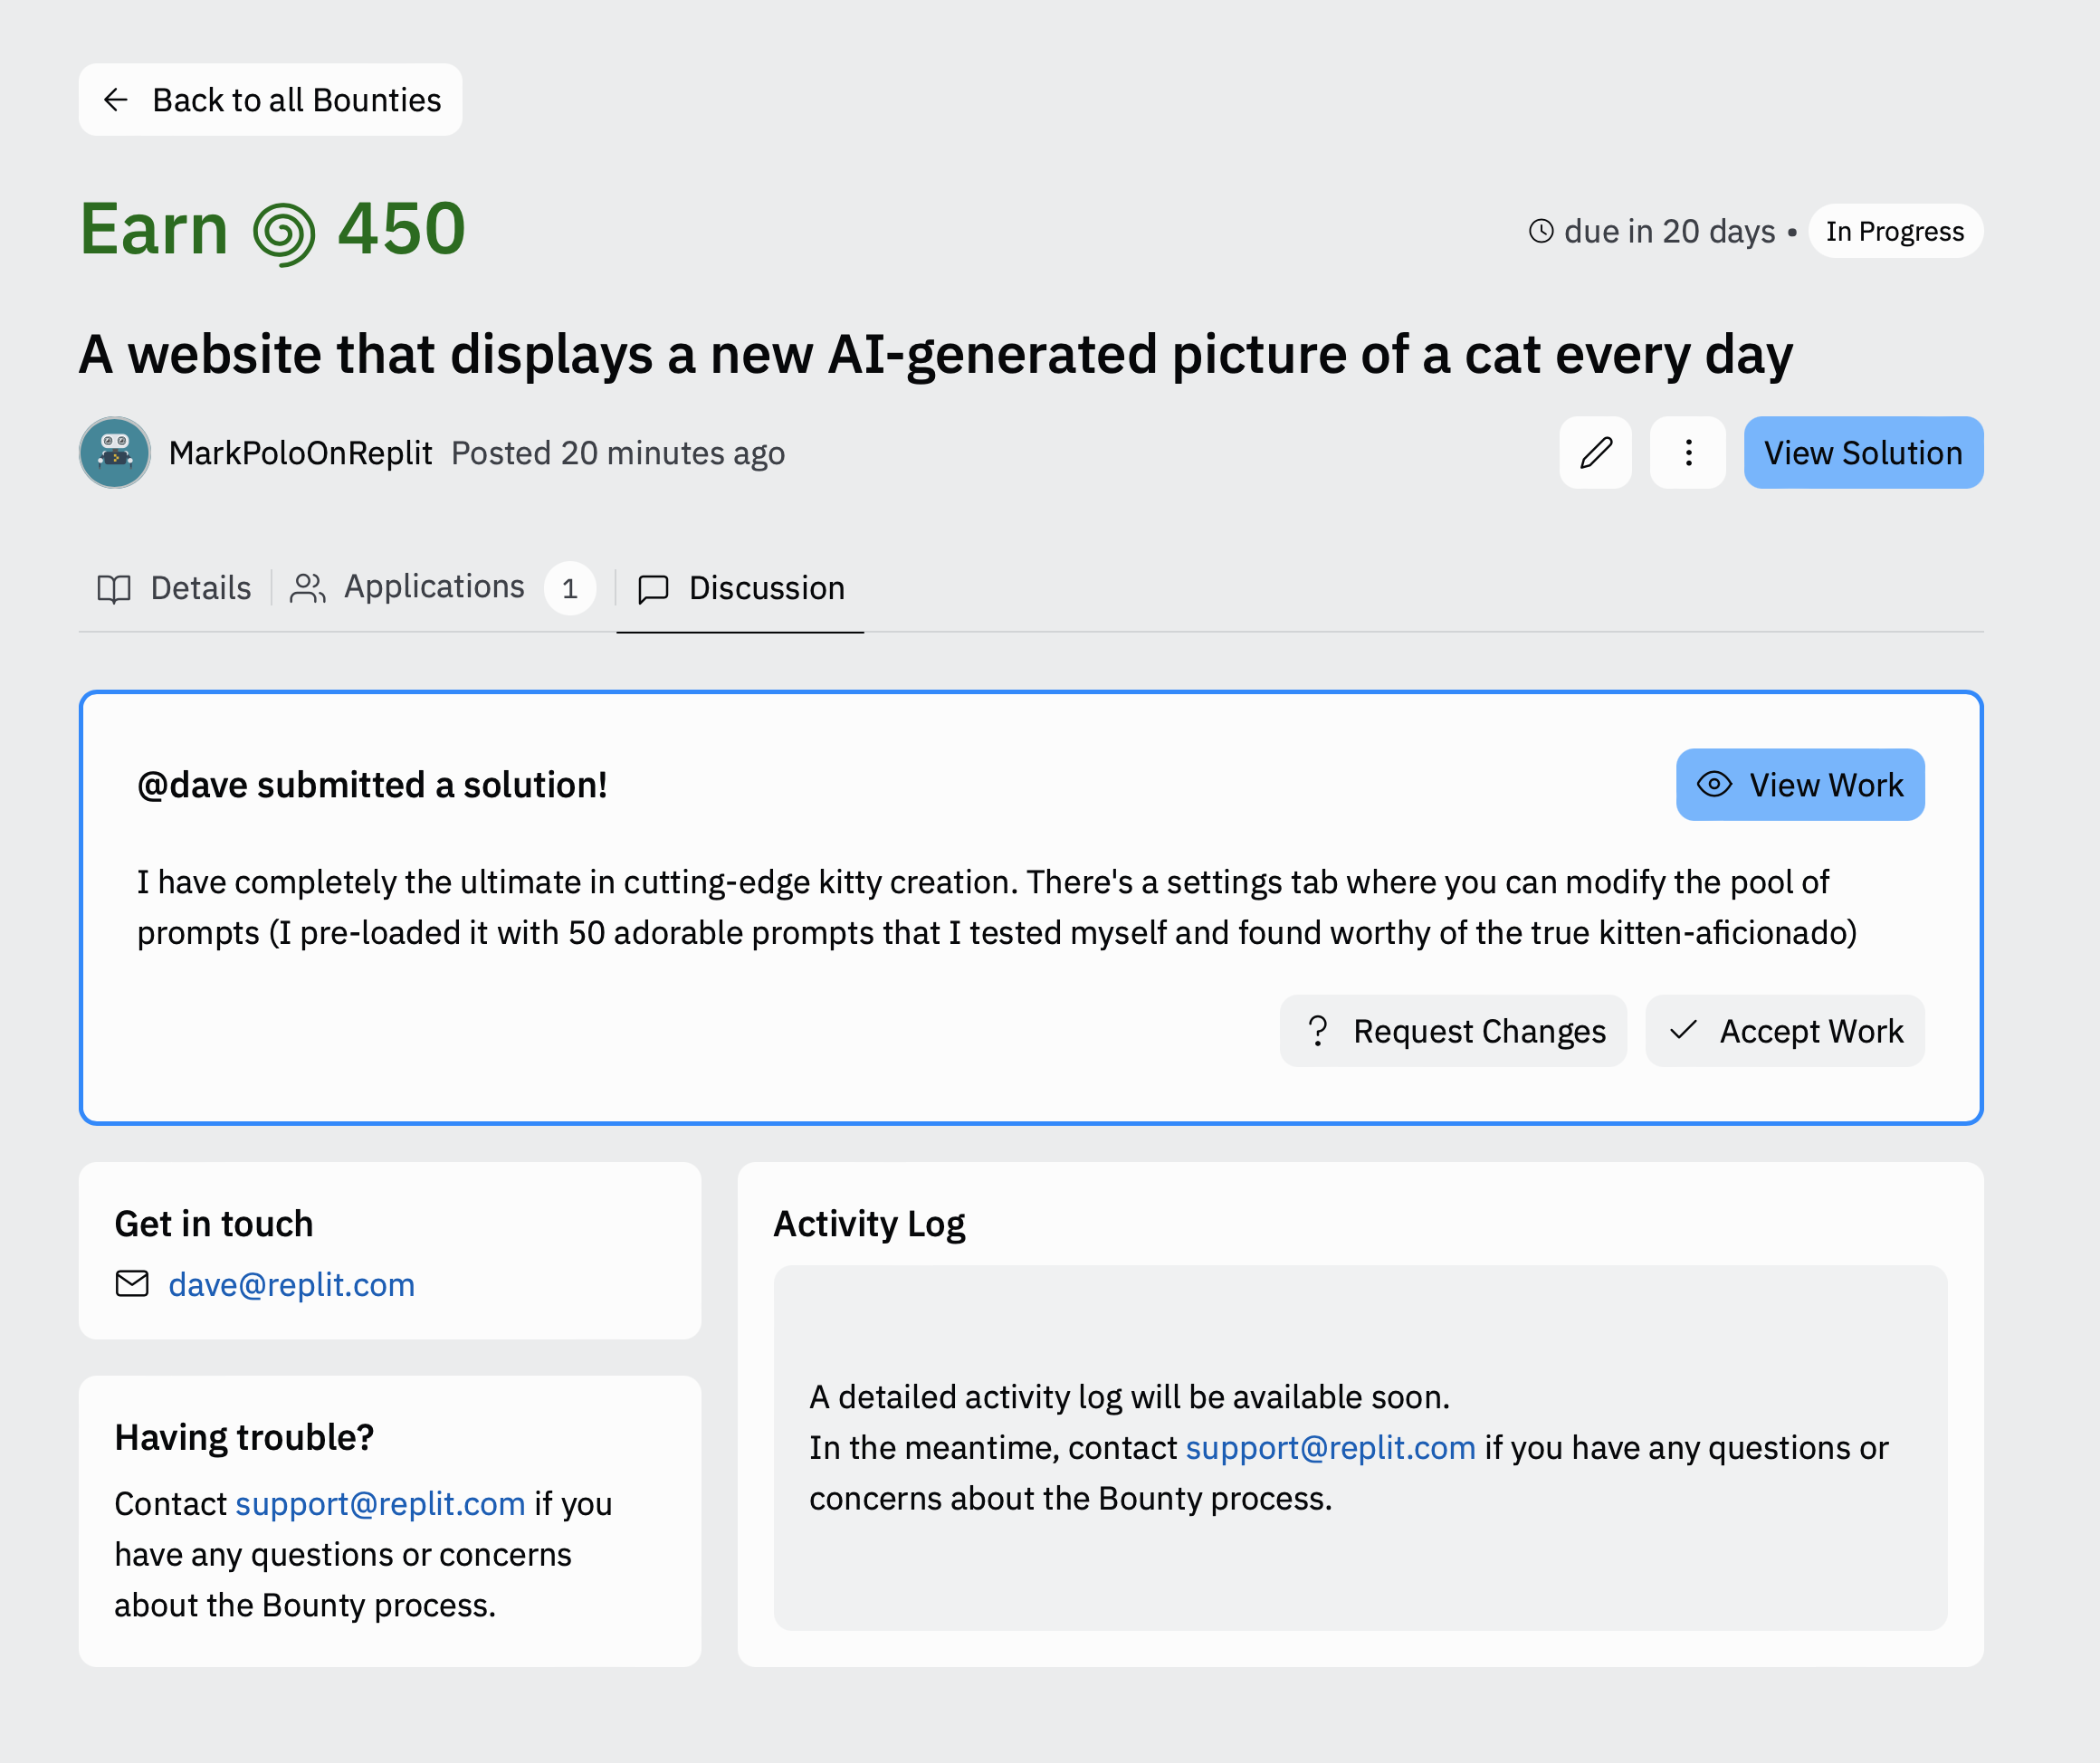 Back to all Bounties
Earn 450
due in 20 days • In Progress
A website that displays a new AI-generated picture of a cat every day
MarkPoloOnReplit Posted 20 minutes ago
View Solution
Details
Applications 1
Discussion
@dave submitted a solution!
View Work
I have completely the ultimate in cutting-edge kitty creation. There's a settings tab where you can modify the pool of
prompts (I pre-loaded it with 50 adorable prompts that I tested myself and found worthy of the true kitten-aficionado)
? Request Changes
Accept Work
Get in touch
dave@replit.com
Having trouble?
Contact support@replit.com if you
have any questions or concerns
about the Bounty process.
Activity Log
A detailed activity log will be available soon.
In the meantime, contact support@replit.com if you have any questions or
concerns about the Bounty process.